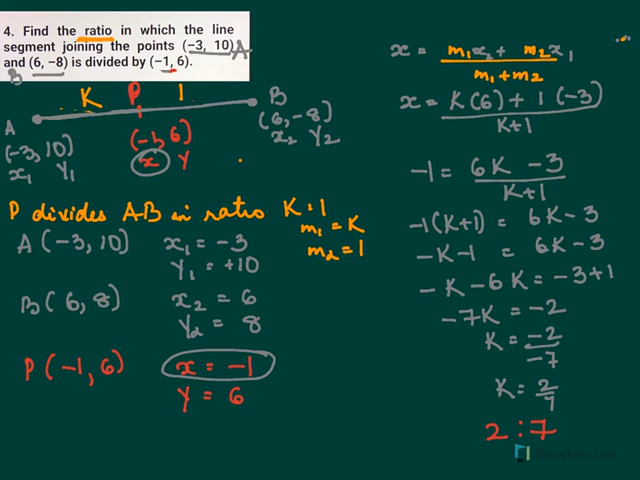 4. Find the ratio in which the line
segment joining the points (−3, 10) A
and (6, −8) is divided by (−1, 6).
B
K P 1
A
B
(-3, 10)
x₁ y₁
(-1, 6)
x y
(6, -8)
x₂ y₂
P divides AB in ratio K:1
m₁ = K
m₂ = 1
A (-3, 10) x₁ = -3
y₁ = +10
B (6, 8) x₂ = 6
y₂ = 8
P (-1, 6) x = -1
y = 6
x = m₁x₂ + m₂x₁
m₁ + m₂
x = K(6) + 1(-3)
K+1
-1 = 6K - 3
K+1
-1(K+1) = 6K - 3
-K-1 = 6K - 3
-K - 6K = -3+1
-7K = -2
K = -2
-7
K = 2
7
2 : 7
ShowMe.com